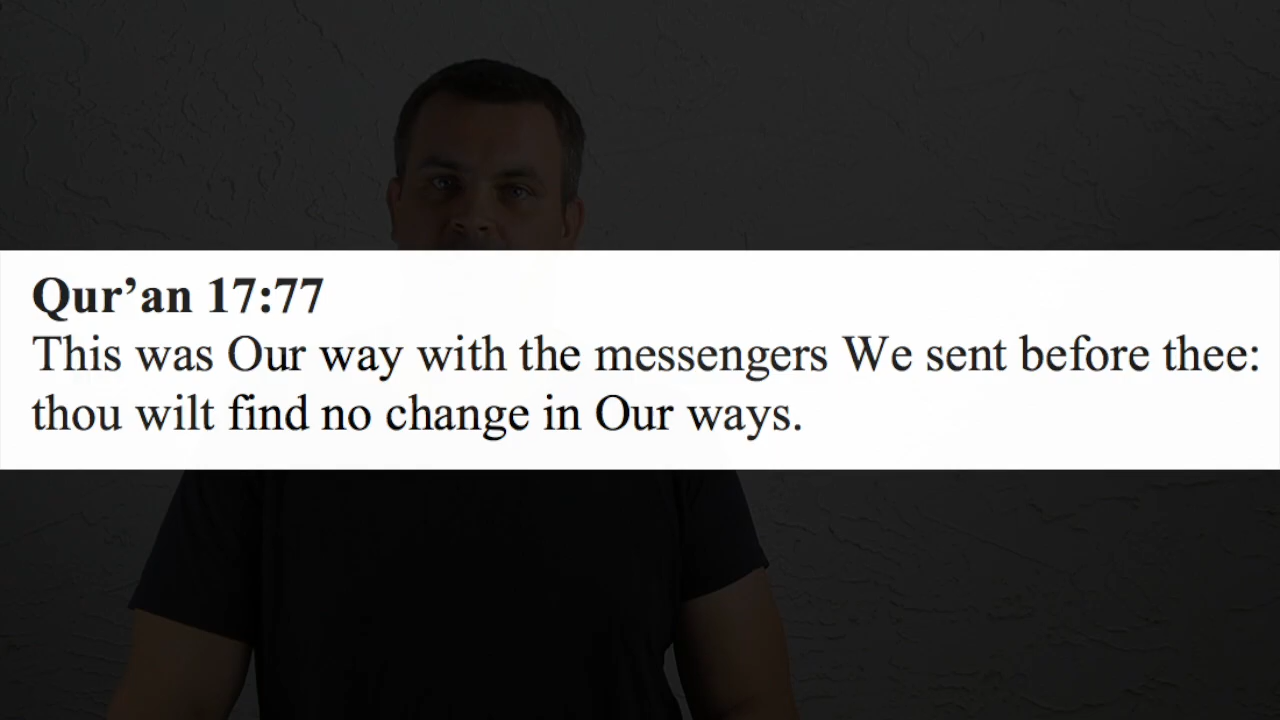 Qur’an 17:77
This was Our way with the messengers We sent before thee:
thou wilt find no change in Our ways.